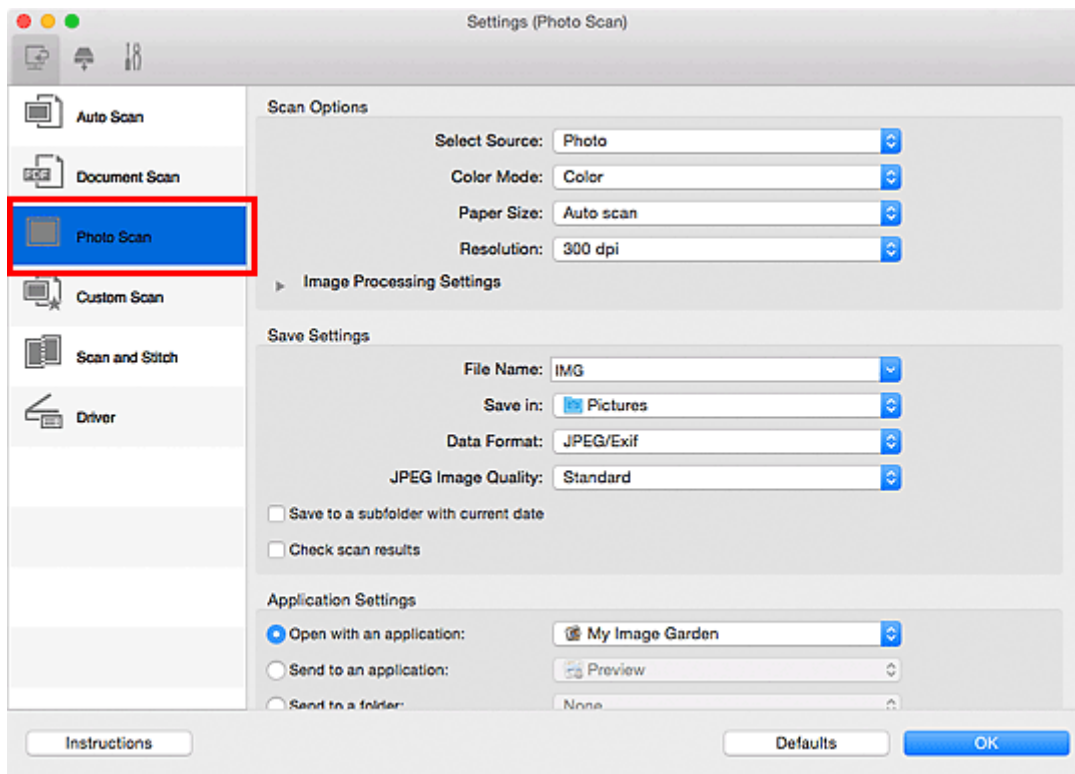 Settings (Photo Scan)
Auto Scan
PDF
Document Scan
Photo Scan
Custom Scan
Scan and Stitch
Driver
Scan Options
Select Source: Photo
Color Mode: Color
Paper Size: Auto scan
Resolution: 300 dpi
Image Processing Settings
Save Settings
File Name: IMG
Save in: Pictures
Data Format: JPEG/Exif
JPEG Image Quality: Standard
Save to a subfolder with current date
Check scan results
Application Settings
Open with an application: My Image Garden
Send to an application: Preview
Send to a folder: None
Instructions
Defaults
OK